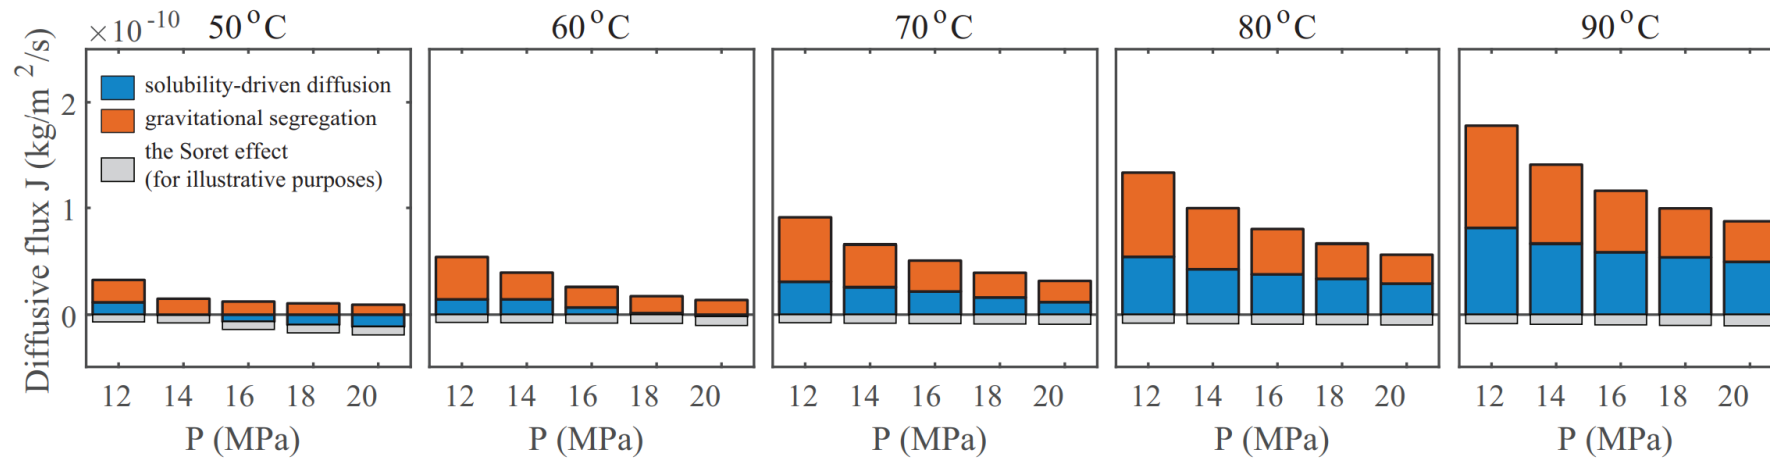 ×10⁻¹⁰ 50°C 60°C 70°C 80°C 90°C
Diffusive flux J (kg/m ²/s)
2
1
0
solubility-driven diffusion
gravitational segregation
the Soret effect
(for illustrative purposes)
12 14 16 18 20 12 14 16 18 20 12 14 16 18 20 12 14 16 18 20 12 14 16 18 20
P (MPa) P (MPa) P (MPa) P (MPa) P (MPa)